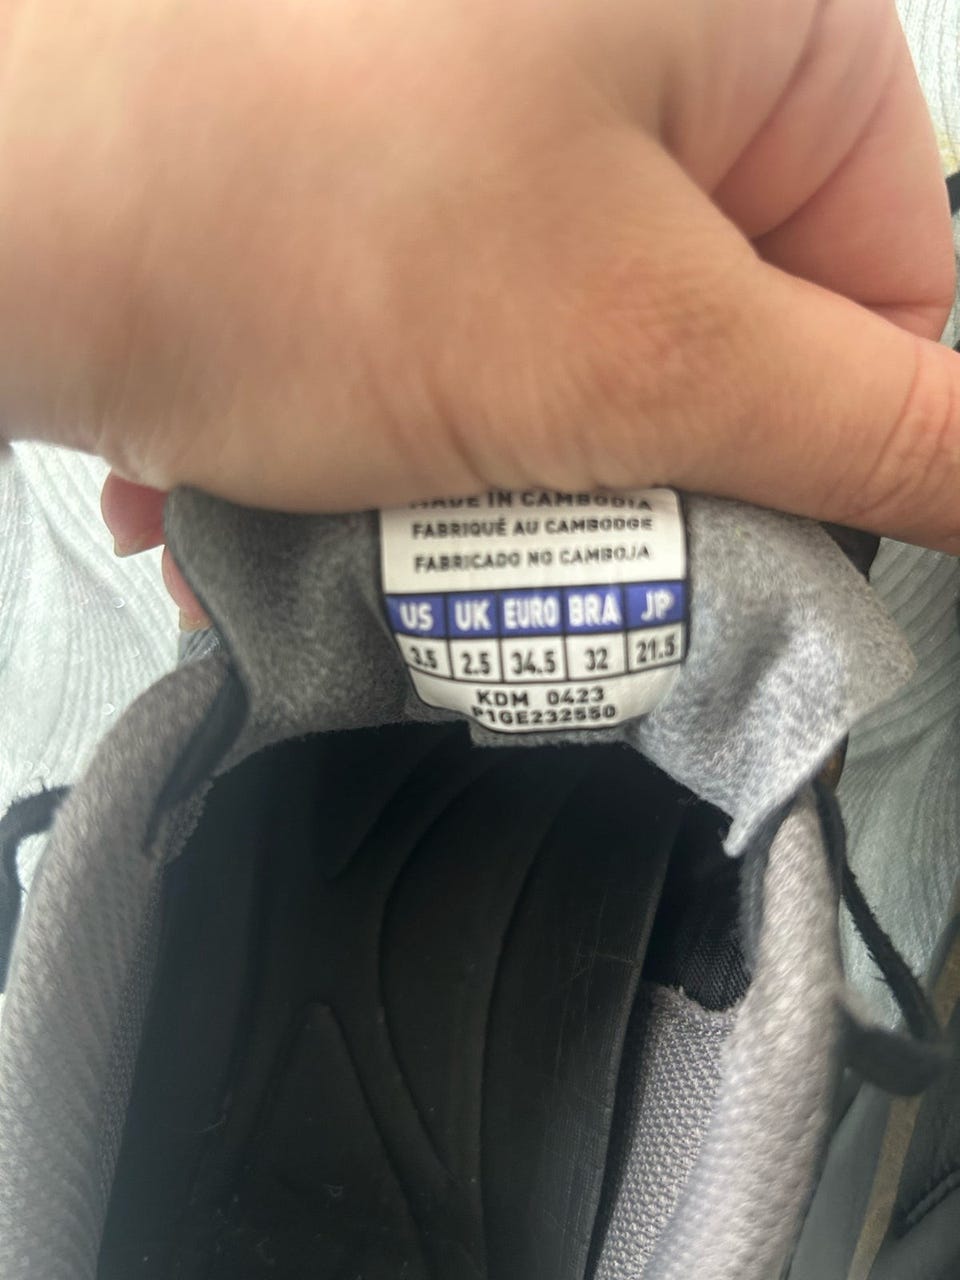 MADE IN CAMBODIA
FABRIQUÉ AU CAMBODGE
FABRICADO NO CAMBOJA
US UK EURO BRA JP
3.5 2.5 34.5 32 21.5
KDM 0423
P1GE232550